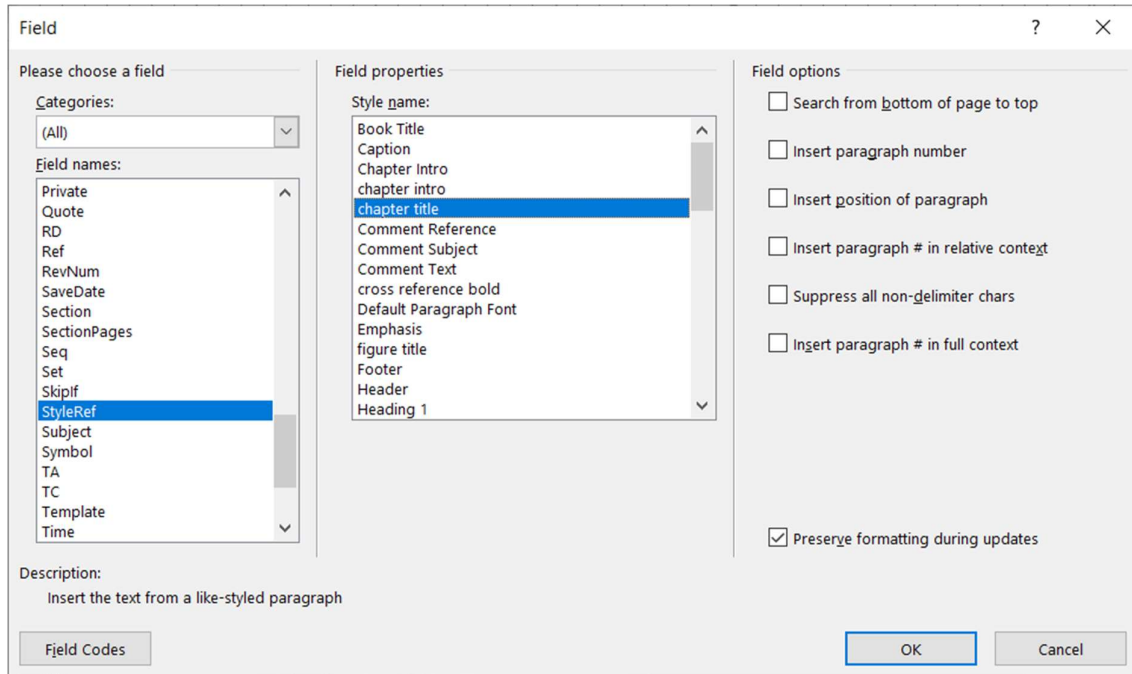 Field
?
Please choose a field
Categories:
(All)
Field names:
Private
Quote
RD
Ref
RevNum
SaveDate
Section
SectionPages
Seq
Set
SkipIf
StyleRef
Subject
Symbol
TA
TC
Template
Time
Field properties
Style name:
Book Title
Caption
Chapter Intro
chapter intro
chapter title
Comment Reference
Comment Subject
Comment Text
cross reference bold
Default Paragraph Font
Emphasis
figure title
Footer
Header
Heading 1
Field options
Search from bottom of page to top
Insert paragraph number
Insert position of paragraph
Insert paragraph # in relative context
Suppress all non-delimiter chars
Insert paragraph # in full context
Preserve formatting during updates
Description:
Insert the text from a like-styled paragraph
Field Codes
OK
Cancel